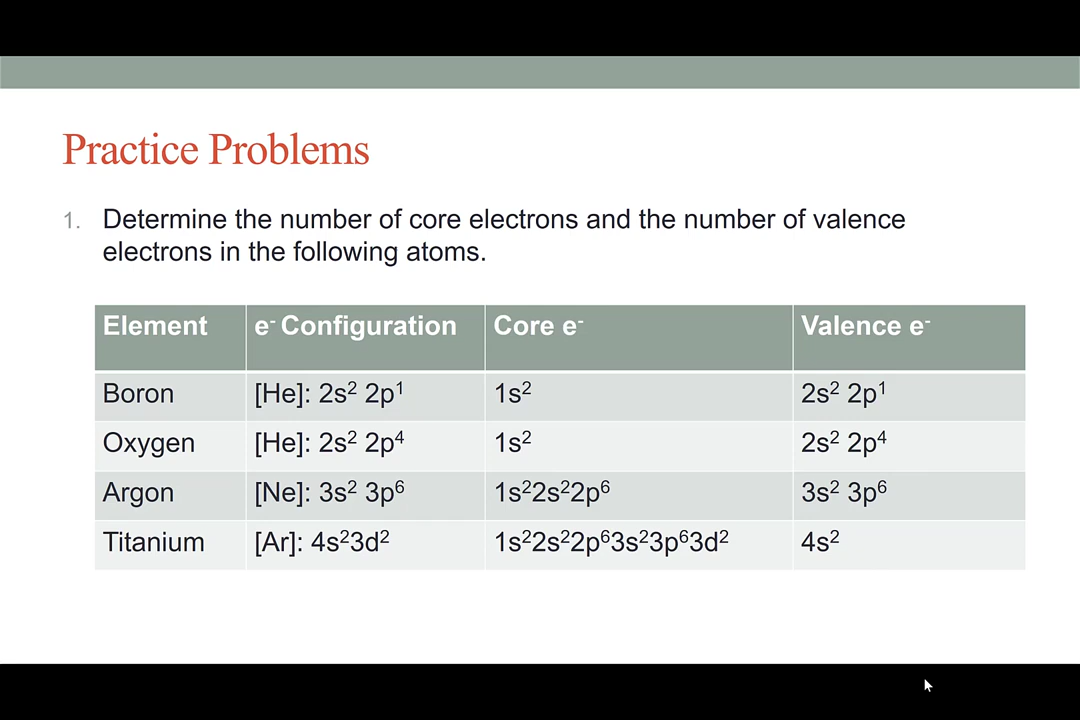 Practice Problems
1. Determine the number of core electrons and the number of valence
electrons in the following atoms.
Element e⁻ Configuration Core e⁻ Valence e⁻
Boron [He]: 2s² 2p¹ 1s² 2s² 2p¹
Oxygen [He]: 2s² 2p⁴ 1s² 2s² 2p⁴
Argon [Ne]: 3s² 3p⁶ 1s²2s²2p⁶ 3s² 3p⁶
Titanium [Ar]: 4s²3d² 1s²2s²2p⁶3s²3p⁶3d² 4s²